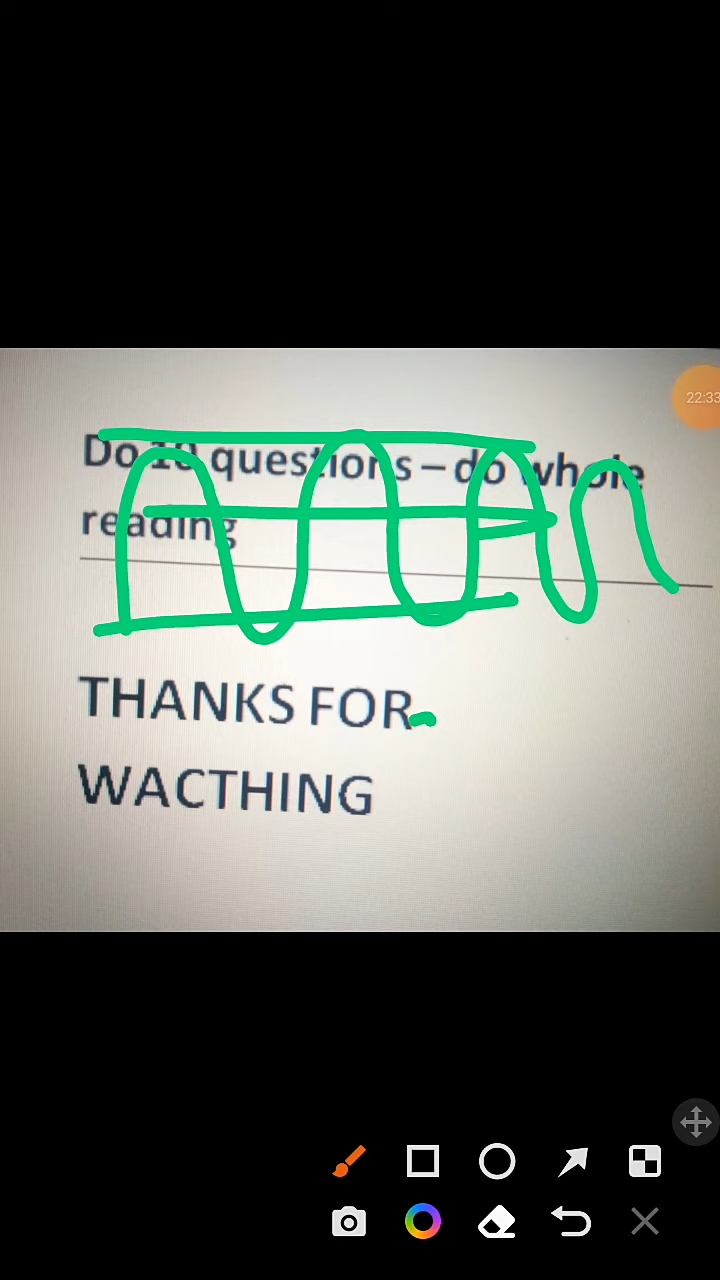 Do 10 questions – do whole
reading
THANKS FOR
WACTHING
22:33